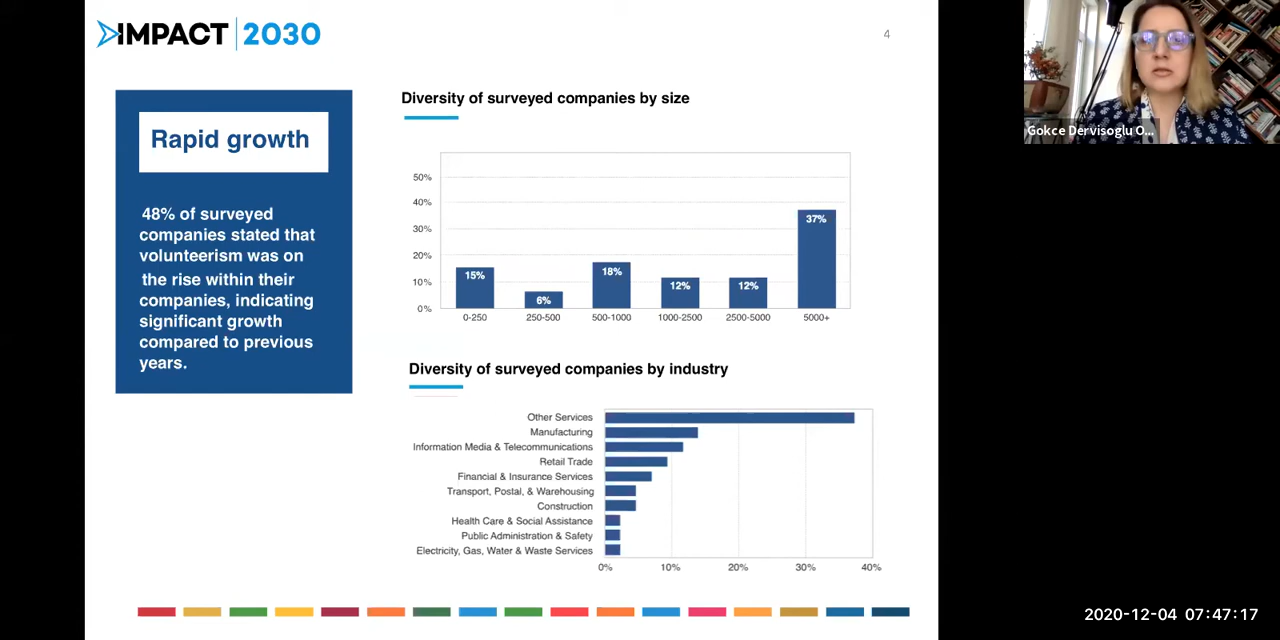 IMPACT 2030
4
Rapid growth
48% of surveyed
companies stated that
volunteerism was on
the rise within their
companies, indicating
significant growth
compared to previous
years.
Diversity of surveyed companies by size
50%
40%
30%
20%
10%
0%
15%
6%
18%
12%
12%
37%
0-250
250-500
500-1000
1000-2500
2500-5000
5000+
Diversity of surveyed companies by industry
Other Services
Manufacturing
Information Media & Telecommunications
Retail Trade
Financial & Insurance Services
Transport, Postal, & Warehousing
Construction
Health Care & Social Assistance
Public Administration & Safety
Electricity, Gas, Water & Waste Services
0%
10%
20%
30%
40%
Gokce Dervisoglu O...
2020-12-04 07:47:17